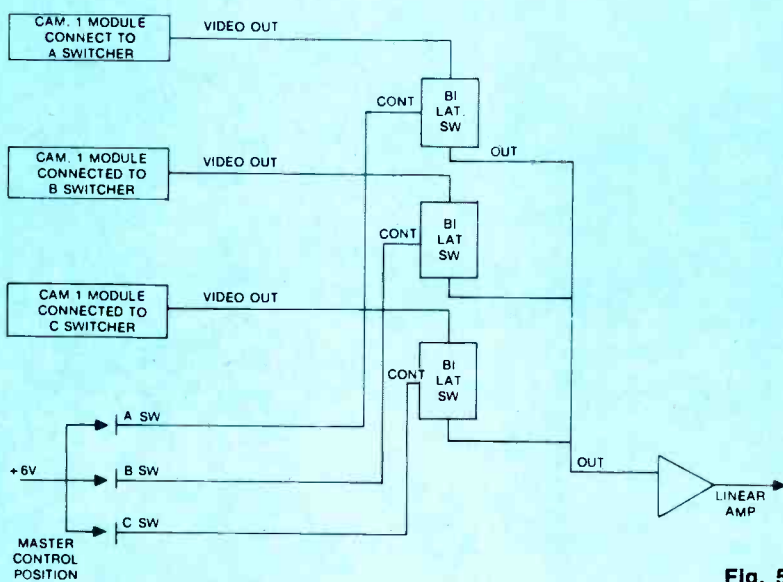 CAM. 1 MODULE
CONNECT TO
A SWITCHER
VIDEO OUT
BI
LAT.
SW
CONT
OUT
CAM. 1 MODULE
CONNECTED TO
B SWITCHER
VIDEO OUT
BI
LAT
SW
CONT
CAM. 1 MODULE
CONNECTED TO
C SWITCHER
VIDEO OUT
BI
LAT
SW
CONT
A SW
+6V
B SW
C SW
MASTER
CONTROL
POSITION
OUT
LINEAR
AMP
Fig. 5